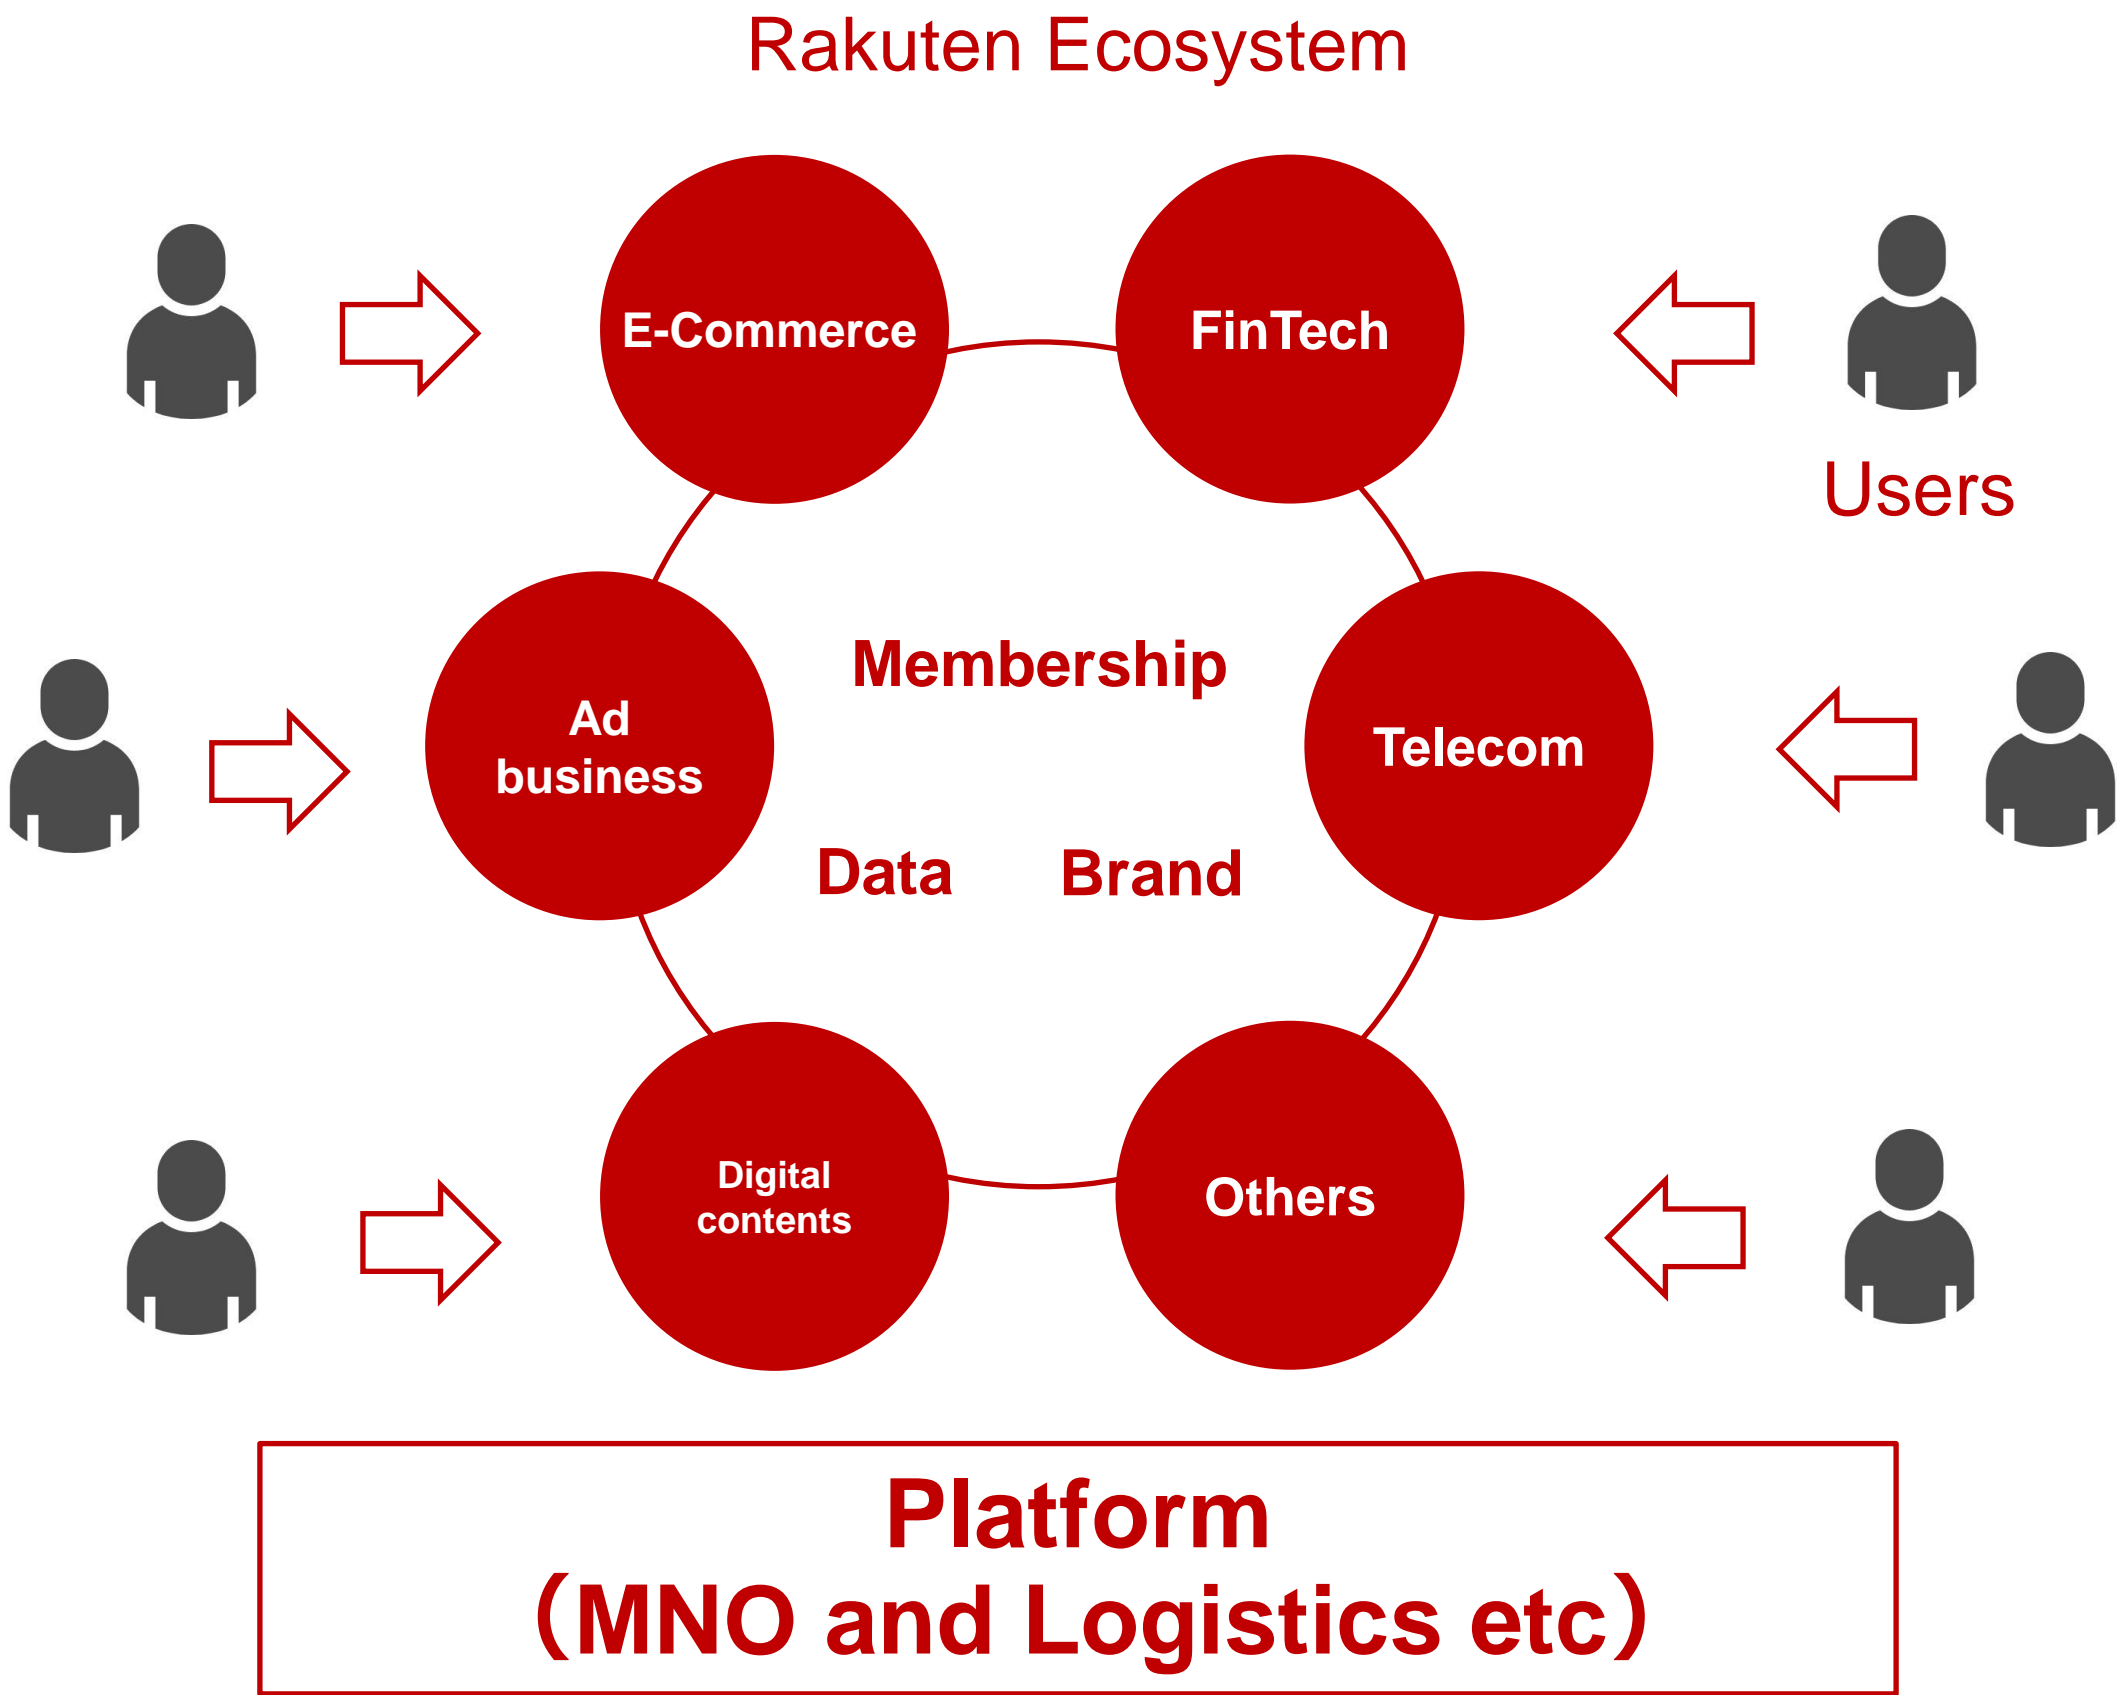 Rakuten Ecosystem
E-Commerce
FinTech
Users
Membership
Ad
business
Telecom
Data
Brand
Digital
contents
Others
Platform
（MNO and Logistics etc）